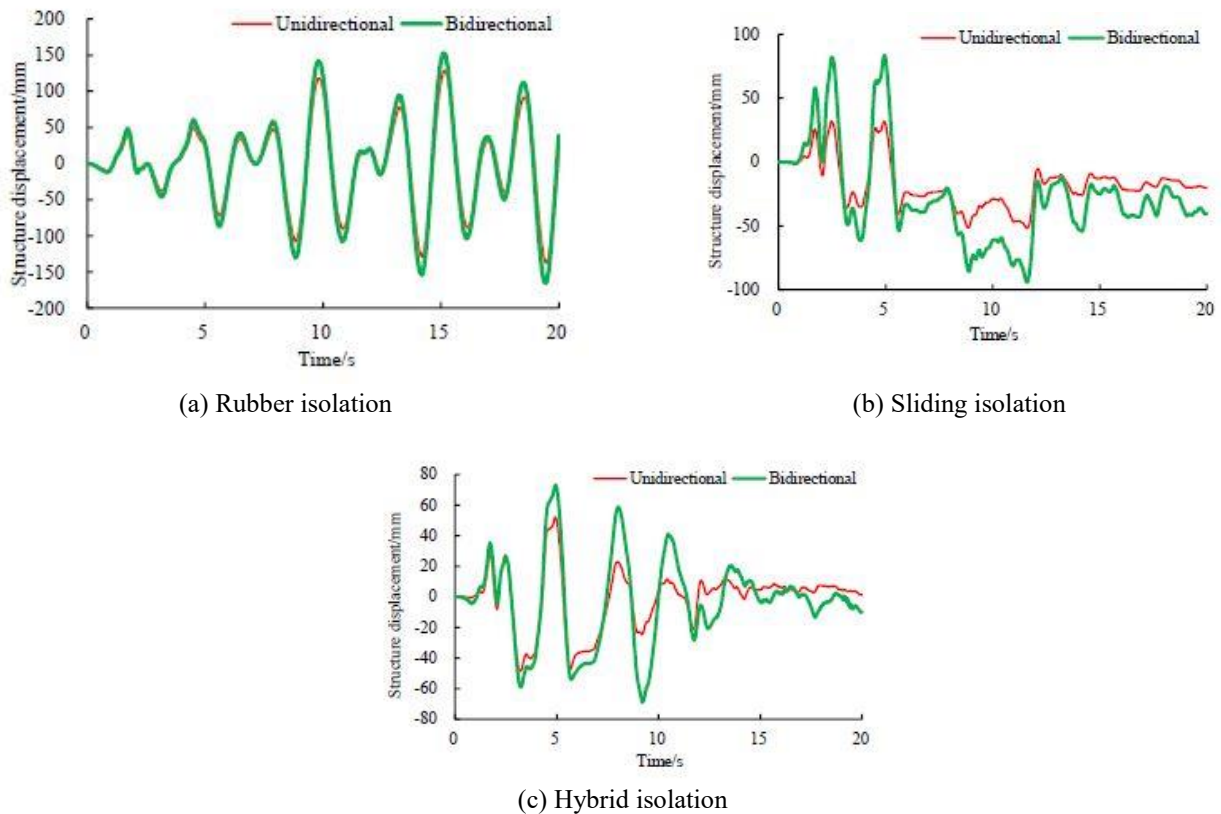 Unidirectional Bidirectional
Structure displacement/mm
200
150
100
50
0
-50
-100
-150
-200
0 5 10 15 20
Time/s
(a) Rubber isolation
Unidirectional Bidirectional
Structure displacement/mm
100
50
0
-50
-100
0 5 10 15 20
Time/s
(b) Sliding isolation
Unidirectional Bidirectional
Structure displacement/mm
80
60
40
20
0
-20
-40
-60
-80
0 5 10 15 20
Time/s
(c) Hybrid isolation